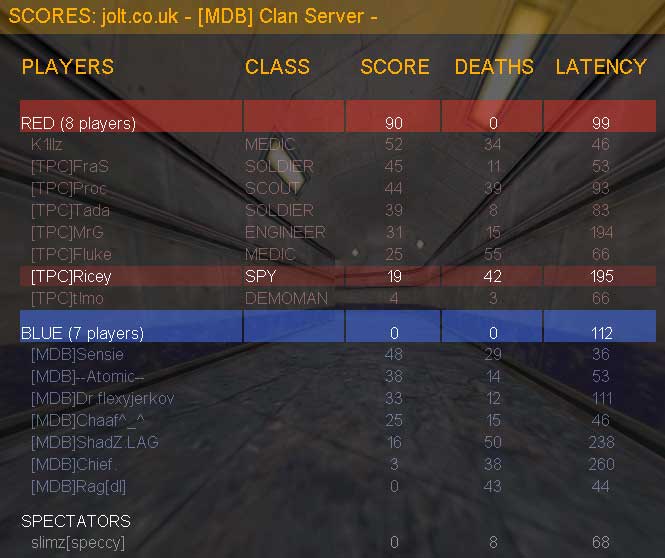 SCORES: jolt.co.uk - [MDB] Clan Server -
PLAYERS CLASS SCORE DEATHS LATENCY
RED (8 players) 90 0 99
K1llz MEDIC 52 34 46
[TPC]FraS SOLDIER 45 11 53
[TPC]Proc SCOUT 44 39 93
[TPC]Tada SOLDIER 39 8 83
[TPC]MrG ENGINEER 31 15 194
[TPC]Fluke MEDIC 25 55 66
[TPC]Ricey SPY 19 42 195
[TPC]t!mo DEMOMAN 4 3 66
BLUE (7 players) 0 0 112
[MDB]Sensie 48 29 36
[MDB]--Atomic-- 38 14 53
[MDB]Dr.flexyjerkov 33 12 111
[MDB]Chaaf^_^ 25 15 46
[MDB]ShadZ.LAG 16 50 238
[MDB]Chief. 3 38 260
[MDB]Rag[dl] 0 43 44
SPECTATORS
slimz[speccy] 0 8 68